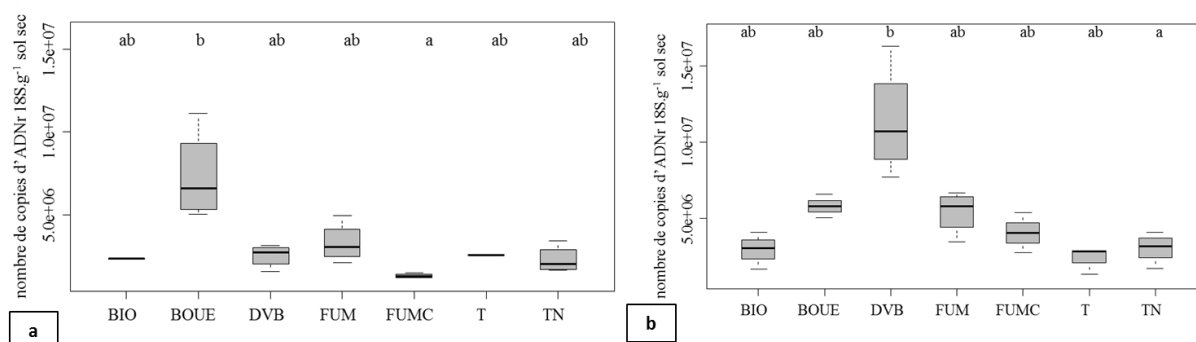 ab b ab ab a ab ab
nombre de copies d'ADNr 18S.g-1 sol sec
1.5e+07
1.0e+07
5.0e+06
BIO BOUE DVB FUM FUMC T TN
a
ab ab b ab ab ab a
nombre de copies d'ADNr 18S.g-1 sol sec
1.5e+07
1.0e+07
5.0e+06
BIO BOUE DVB FUM FUMC T TN
b